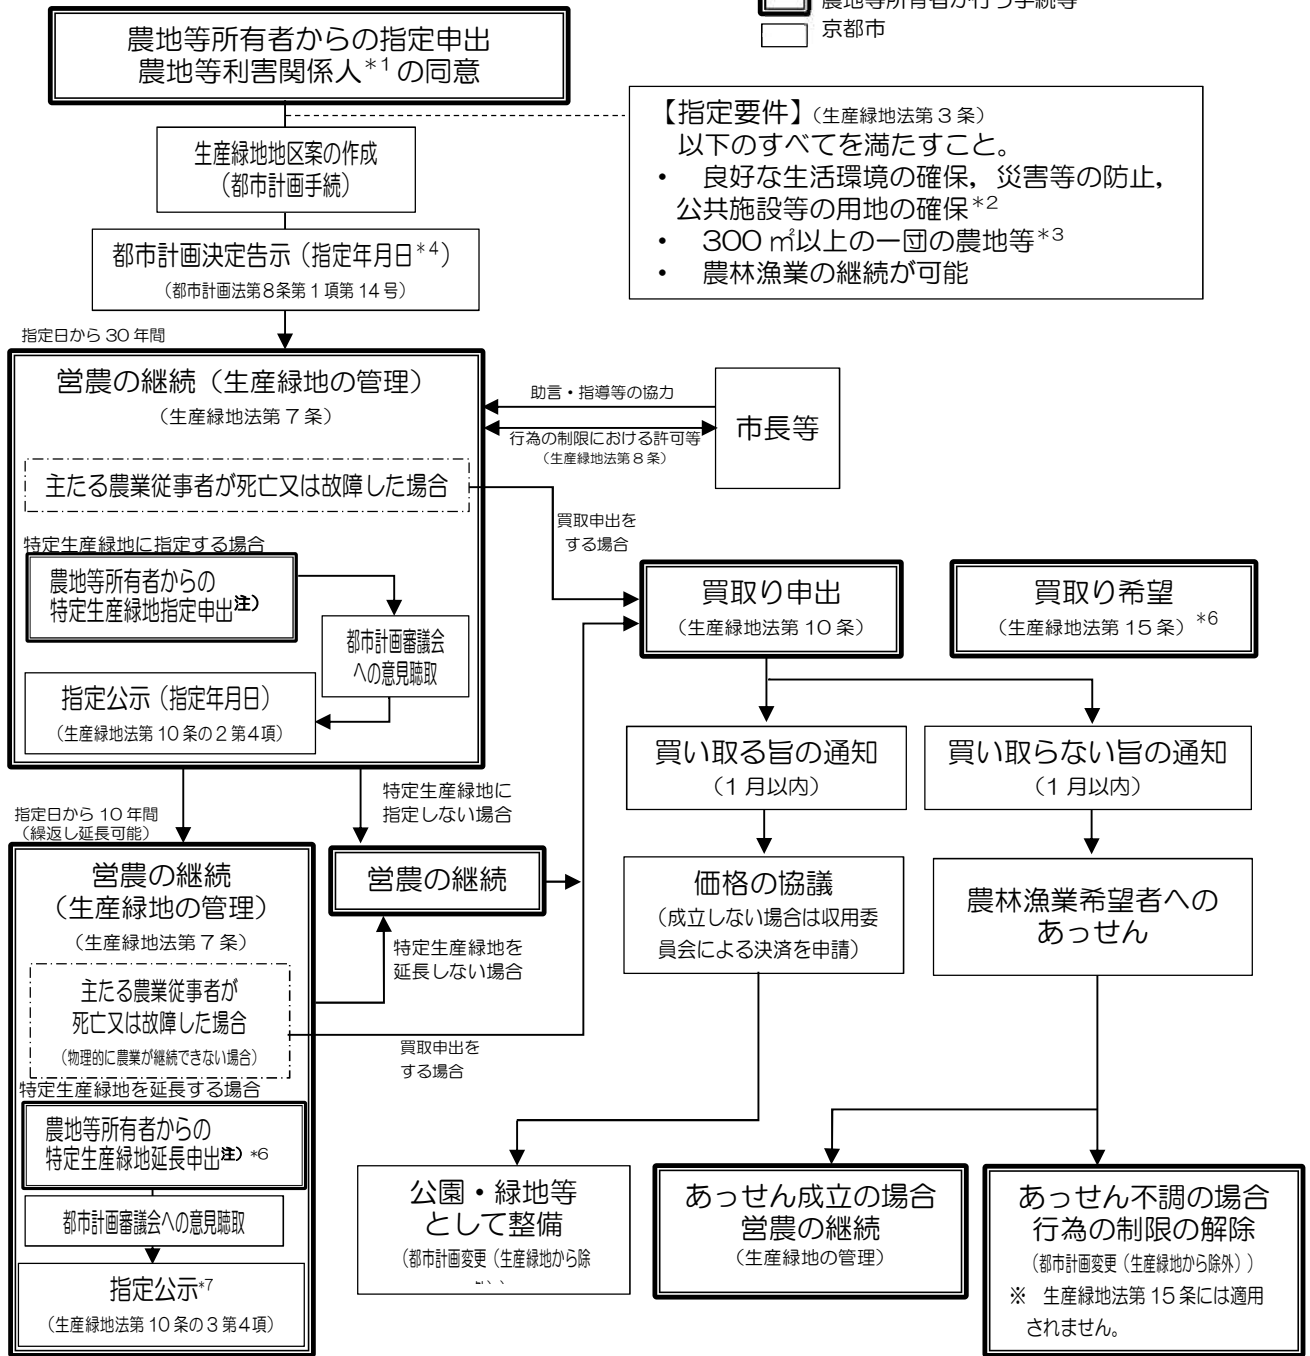 農地等所有者が行う手続等
京都市
農地等所有者からの指定申出
農地等利害関係人*1の同意
【指定要件】(生産緑地法第3条)
以下のすべてを満たすこと。
・ 良好な生活環境の確保，災害等の防止，
公共施設等の用地の確保*2
・ 300㎡以上の一団の農地等*3
・ 農林漁業の継続が可能
生産緑地地区案の作成
(都市計画手続)
都市計画決定告示(指定年月日*4)
(都市計画法第8条第1項第14号)
指定日から30年間
営農の継続(生産緑地の管理)
(生産緑地法第7条)
助言・指導等の協力
行為の制限における許可等
(生産緑地法第8条)
市長等
主たる農業従事者が死亡又は故障した場合
買取申出を
する場合
特定生産緑地に指定する場合
農地等所有者からの
特定生産緑地指定申出注)
都市計画審議会
への意見聴取
指定公示(指定年月日)
(生産緑地法第10条の2第4項)
買取り申出
(生産緑地法第10条)
買取り希望
(生産緑地法第15条)*6
買い取る旨の通知
(1月以内)
買い取らない旨の通知
(1月以内)
指定日から10年間
(繰返し延長可能)
特定生産緑地に
指定しない場合
営農の継続
(生産緑地の管理)
(生産緑地法第7条)
営農の継続
価格の協議
(成立しない場合は収用委
員会による決済を申請)
農林漁業希望者への
あっせん
特定生産緑地を
延長しない場合
主たる農業従事者が
死亡又は故障した場合
(物理的に農業が継続できない場合)
買取申出を
する場合
特定生産緑地を延長する場合
農地等所有者からの
特定生産緑地延長申出注)*6
都市計画審議会への意見聴取
指定公示*7
(生産緑地法第10条の3第4項)
公園・緑地等
として整備
(都市計画変更(生産緑地から除
あっせん成立の場合
営農の継続
(生産緑地の管理)
あっせん不調の場合
行為の制限の解除
(都市計画変更(生産緑地から除外))
※ 生産緑地法第15条には適用
されません。